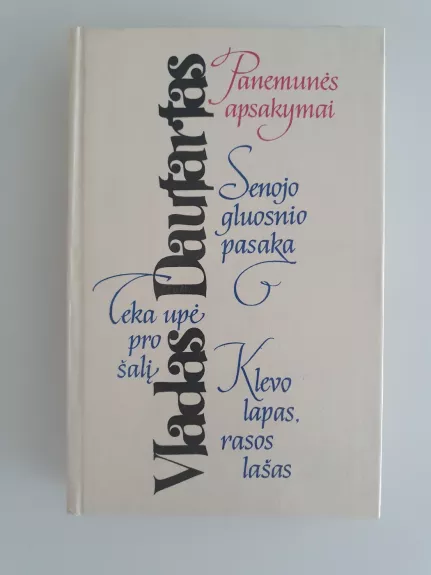 Vladas Dautartas
Panemunės
apsakymai
Senojo
gluosnio
pasaka
Teka upė
pro
šalį
Klevo
lapas,
rasos
lašas